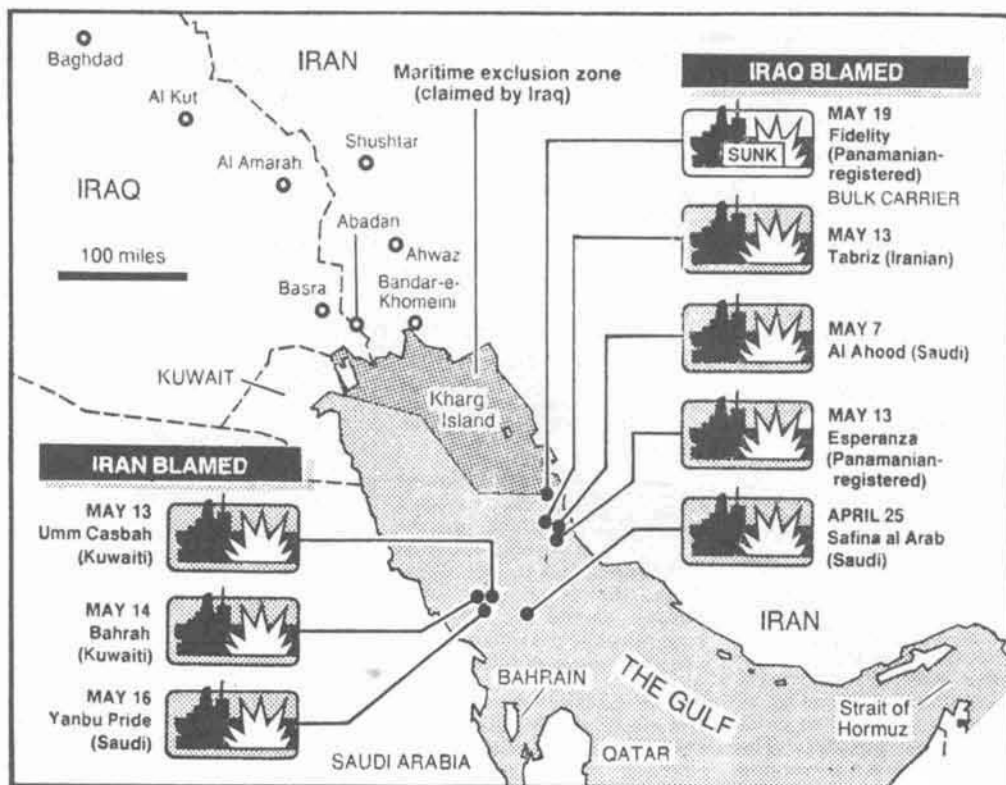 Baghdad
IRAN
Al Kut
Maritime exclusion zone
(claimed by Iraq)
Shushtar
Al Amarah
IRAQ
Abadan
100 miles
Ahwaz
Basra
Bandar-e-
Khomeini
KUWAIT
Kharg
Island
IRAQ BLAMED
SUNK
MAY 19
Fidelity
(Panamanian-
registered)
BULK CARRIER
MAY 13
Tabriz (Iranian)
MAY 7
Al Ahood (Saudi)
MAY 13
Esperanza
(Panamanian-
registered)
APRIL 25
Safina al Arab
(Saudi)
IRAN BLAMED
MAY 13
Umm Casbah
(Kuwaiti)
MAY 14
Bahrah
(Kuwaiti)
MAY 16
Yanbu Pride
(Saudi)
IRAN
BAHRAIN
THE GULF
Strait of
Hormuz
SAUDI ARABIA
QATAR